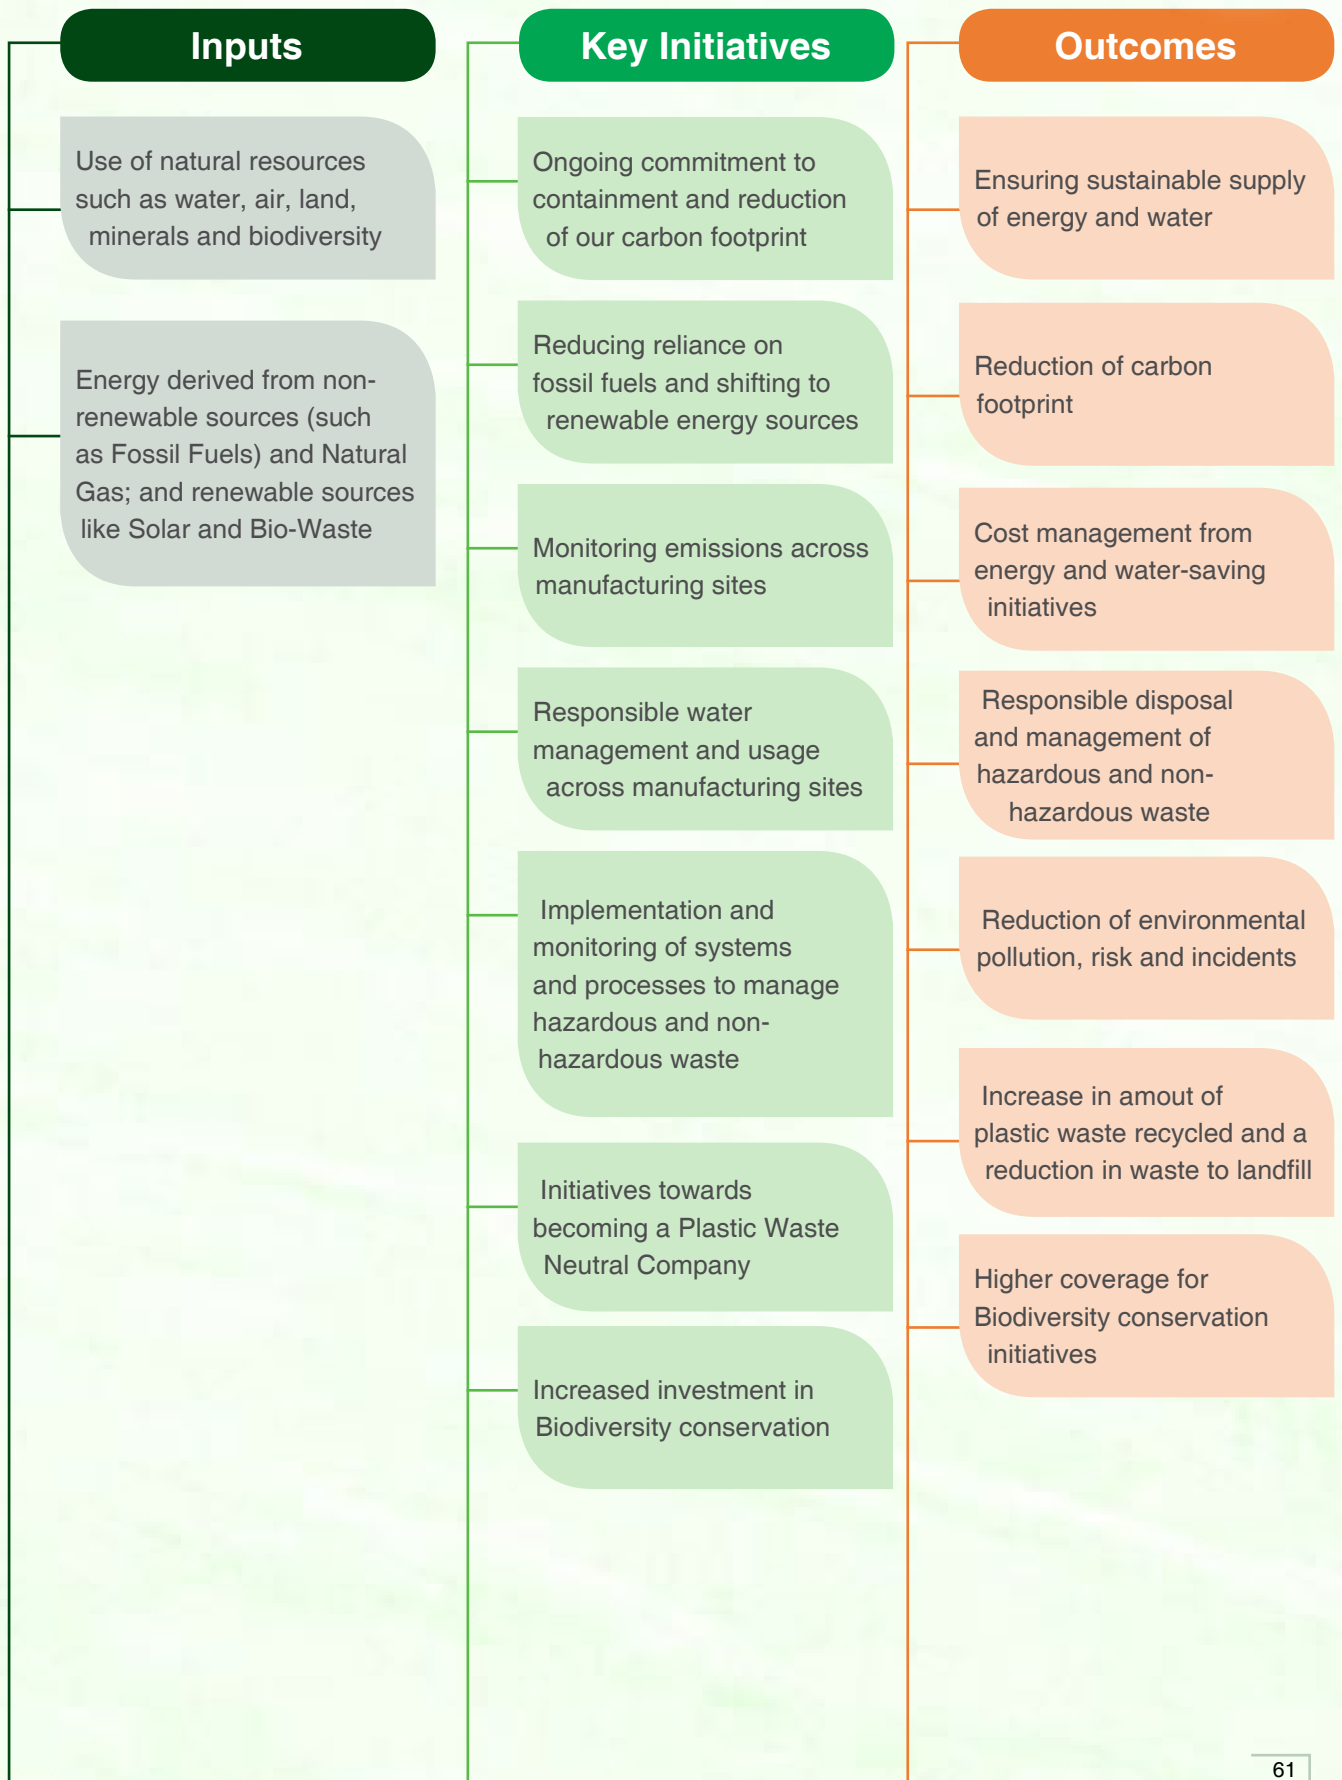 Inputs
Use of natural resources
such as water, air, land,
minerals and biodiversity
Energy derived from non-
renewable sources (such
as Fossil Fuels) and Natural
Gas; and renewable sources
like Solar and Bio-Waste
Key Initiatives
Ongoing commitment to
containment and reduction
of our carbon footprint
Reducing reliance on
fossil fuels and shifting to
renewable energy sources
Monitoring emissions across
manufacturing sites
Responsible water
management and usage
across manufacturing sites
Implementation and
monitoring of systems
and processes to manage
hazardous and non-
hazardous waste
Initiatives towards
becoming a Plastic Waste
Neutral Company
Increased investment in
Biodiversity conservation
Outcomes
Ensuring sustainable supply
of energy and water
Reduction of carbon
footprint
Cost management from
energy and water-saving
initiatives
Responsible disposal
and management of
hazardous and non-
hazardous waste
Reduction of environmental
pollution, risk and incidents
Increase in amout of
plastic waste recycled and a
reduction in waste to landfill
Higher coverage for
Biodiversity conservation
initiatives
61